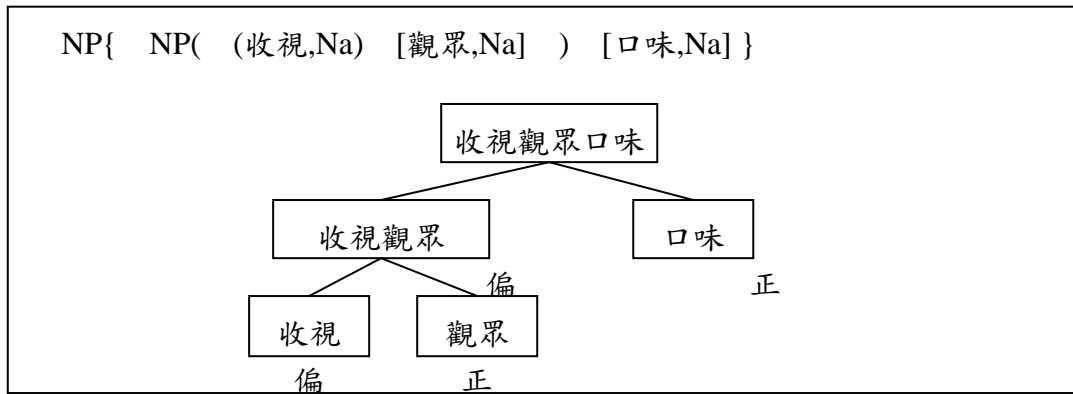 NP{ NP( (收視,Na) [觀眾,Na] ) [口味,Na] }
收視觀眾口味
收視觀眾 口味
偏 正
收視 觀眾
偏 正